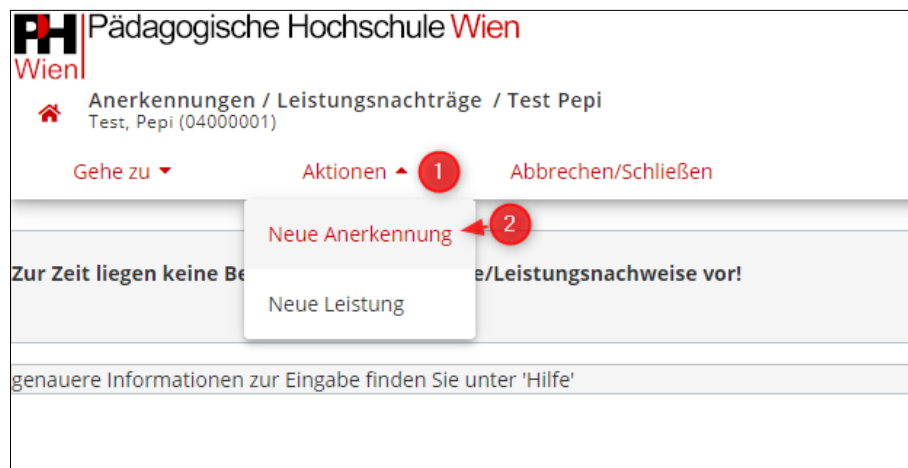 PH Pädagogische Hochschule Wien
Wien
Anerkennungen / Leistungsnachträge / Test Pepi
Test, Pepi (04000001)
Gehe zu Aktionen 1 Abbrechen/Schließen
Neue Anerkennung 2
Zur Zeit liegen keine Be e/Leistungsnachweise vor!
Neue Leistung
genauere Informationen zur Eingabe finden Sie unter 'Hilfe'